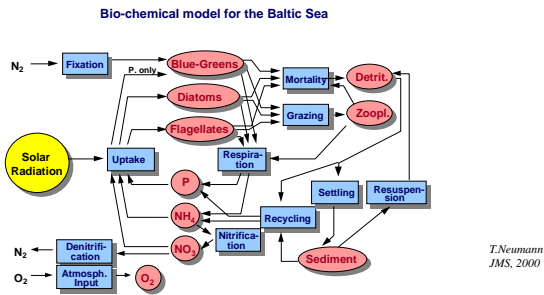 Bio-chemical model for the Baltic Sea
N₂
Fixation
P. only
Blue-Greens
Mortality
Detrit.
Diatoms
Grazing
Zoopl.
Flagellates
Solar
Radiation
Uptake
Respira-
tion
P
Settling
Resuspen-
sion
NH₄
Recycling
Nitrifica-
tion
NO₃
N₂
Denitrifi-
cation
Sediment
O₂
Atmosph.
Input
O₂
T.Neumann
JMS, 2000